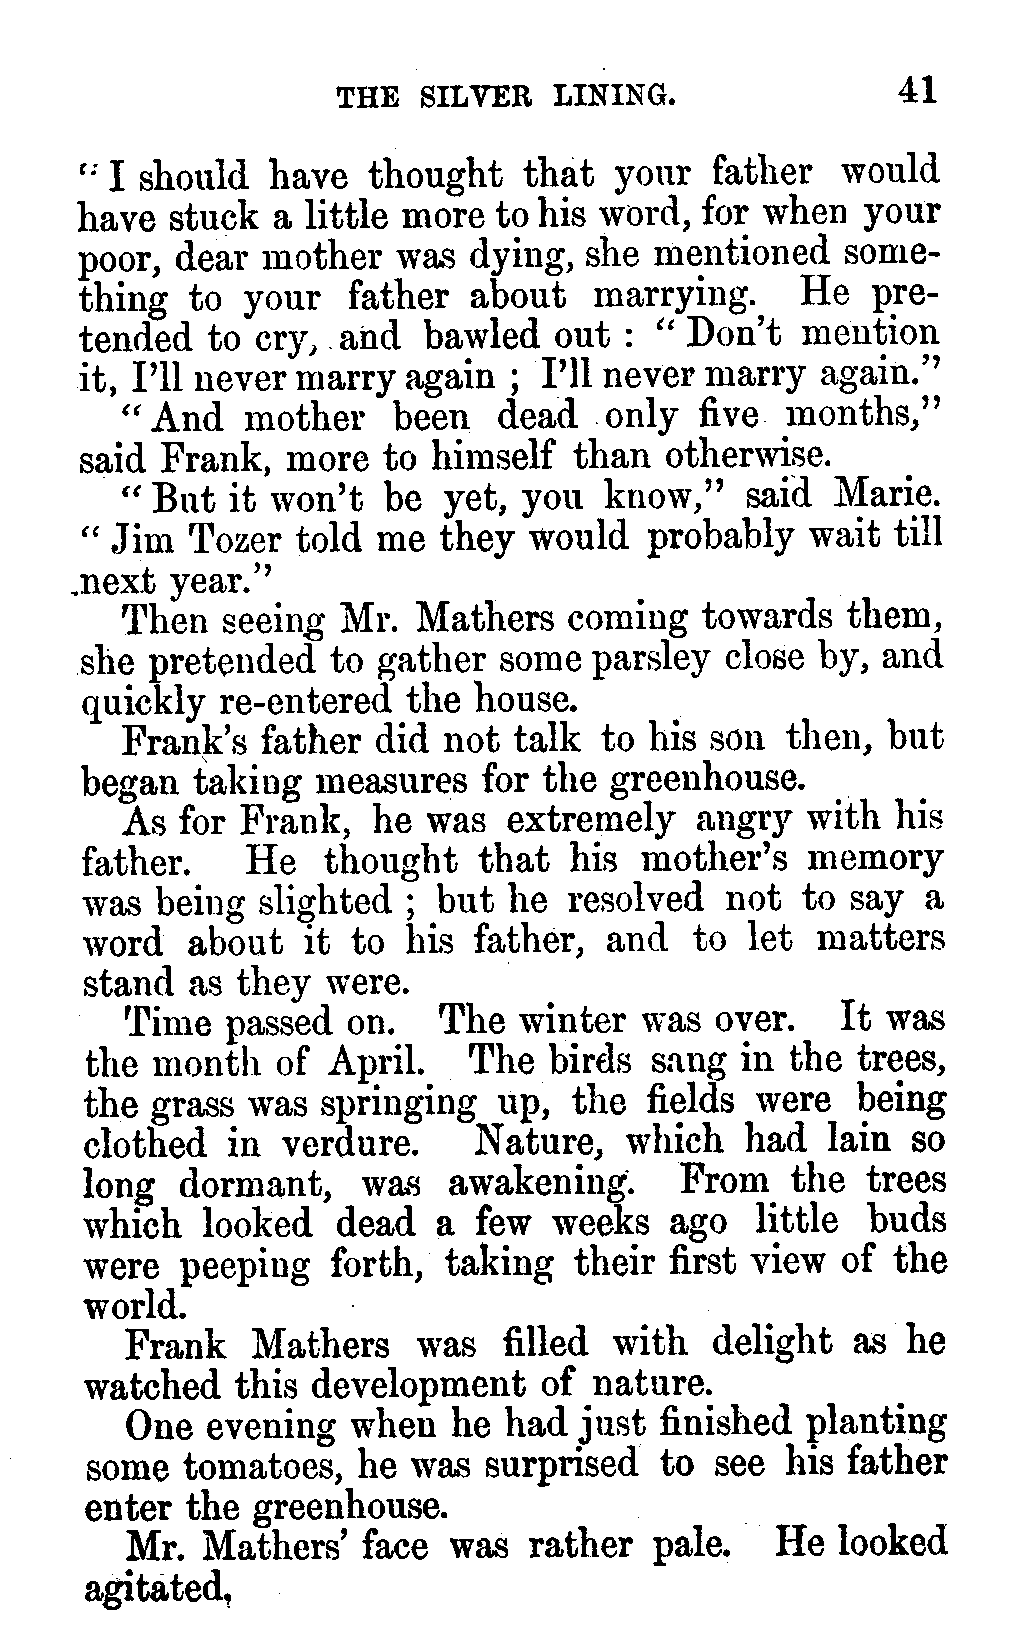 THE SILVER LINING. 41
"I should have thought that your father would
have stuck a little more to his word, for when your
poor, dear mother was dying, she mentioned some-
thing to your father about marrying. He pre-
tended to cry, and bawled out : "Don't mention
it, I'll never marry again ; I'll never marry again."
"And mother been dead only five months,"
said Frank, more to himself than otherwise.
"But it won't be yet, you know," said Marie.
"Jim Tozer told me they would probably wait till
next year."
Then seeing Mr. Mathers coming towards them,
she pretended to gather some parsley close by, and
quickly re-entered the house.
Frank's father did not talk to his son then, but
began taking measures for the greenhouse.
As for Frank, he was extremely angry with his
father. He thought that his mother's memory
was being slighted ; but he resolved not to say a
word about it to his father, and to let matters
stand as they were.
Time passed on. The winter was over. It was
the month of April. The birds sang in the trees,
the grass was springing up, the fields were being
clothed in verdure. Nature, which had lain so
long dormant, was awakening. From the trees
which looked dead a few weeks ago little buds
were peeping forth, taking their first view of the
world.
Frank Mathers was filled with delight as he
watched this development of nature.
One evening when he had just finished planting
some tomatoes, he was surprised to see his father
enter the greenhouse.
Mr. Mathers' face was rather pale. He looked
agitated,